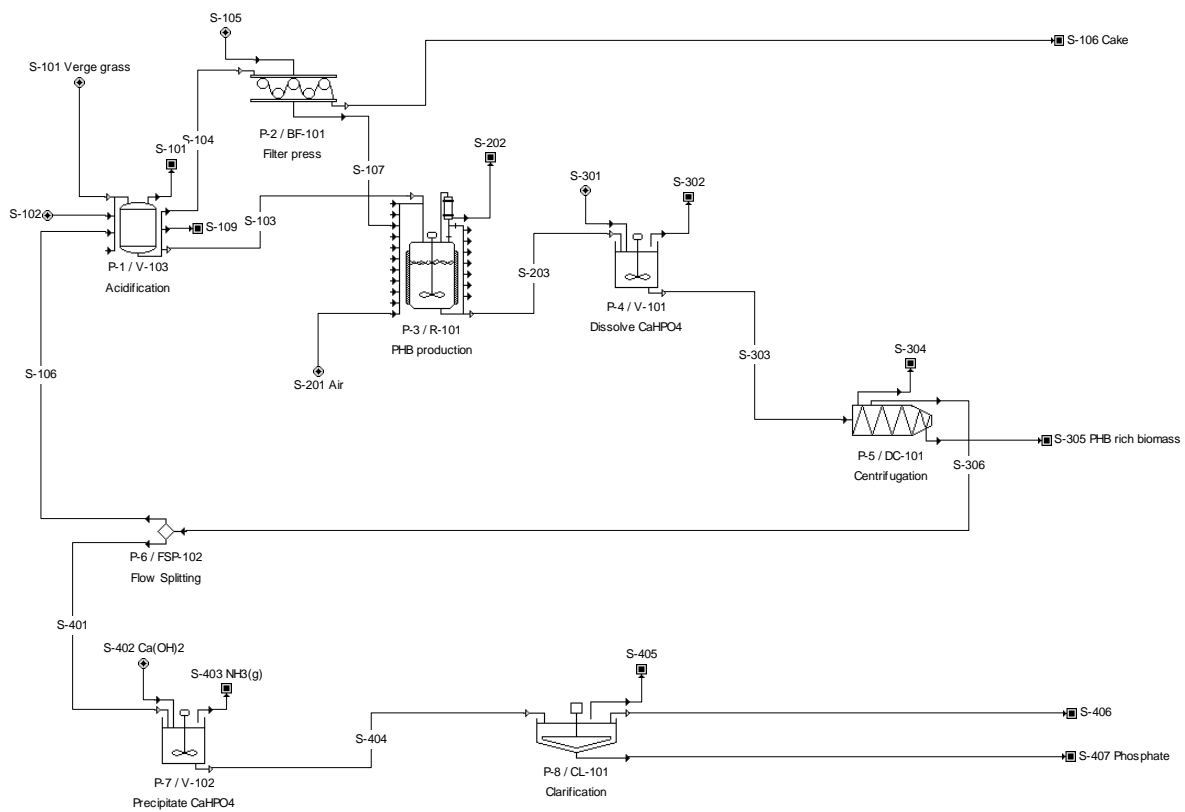 S-105
S-106 Cake
S-101 Verge grass
S-104
S-101
P-2 / BF-101
Filter press
S-202
S-107
S-301
S-302
S-102
S-109
S-103
P-1 / V-103
Acidification
S-203
P-4 / V-101
Dissolve CaHPO4
P-3 / R-101
PHB production
S-303
S-304
S-106
S-201 Air
S-305 PHB rich biomass
P-5 / DC-101
Centrifugation
S-306
P-6 / FSP-102
Flow Splitting
S-401
S-402 Ca(OH)2
S-403 NH3(g)
S-405
S-406
S-404
S-407 Phosphate
P-7 / V-102
Precipitate CaHPO4
P-8 / CL-101
Clarification